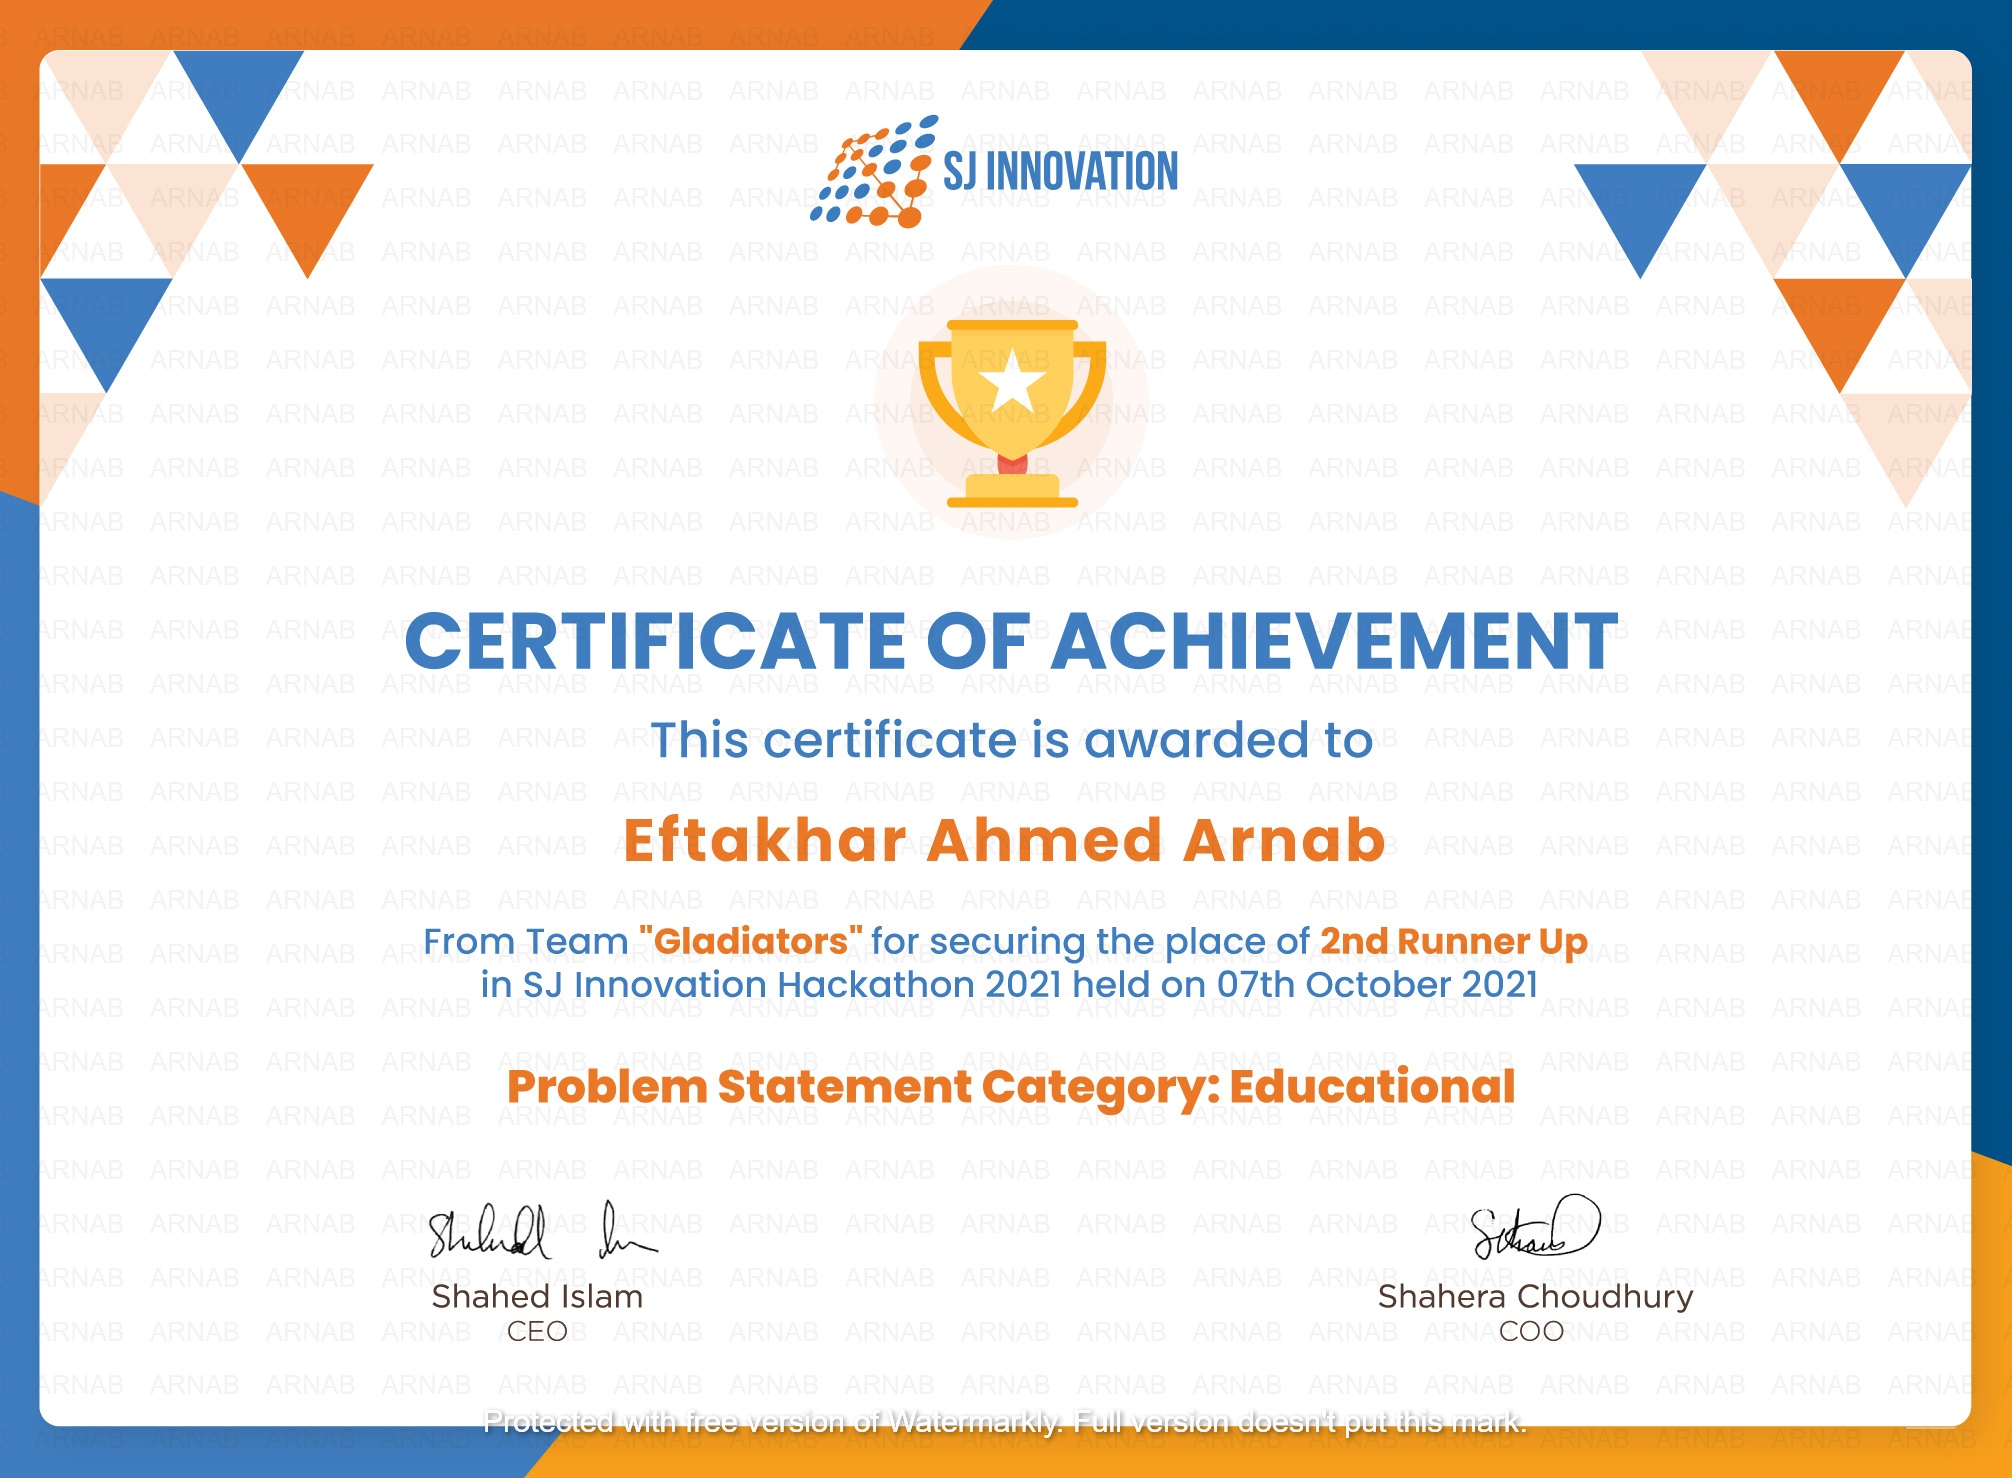 SJ INNOVATION
CERTIFICATE OF ACHIEVEMENT
This certificate is awarded to
Eftakhar Ahmed Arnab
From Team "Gladiators" for securing the place of 2nd Runner Up
in SJ Innovation Hackathon 2021 held on 07th October 2021
Problem Statement Category: Educational
Shahed Islam
CEO
Shahera Choudhury
COO
Protected with free version of Watermarkly. Full version doesn't put this mark.
ARNAB